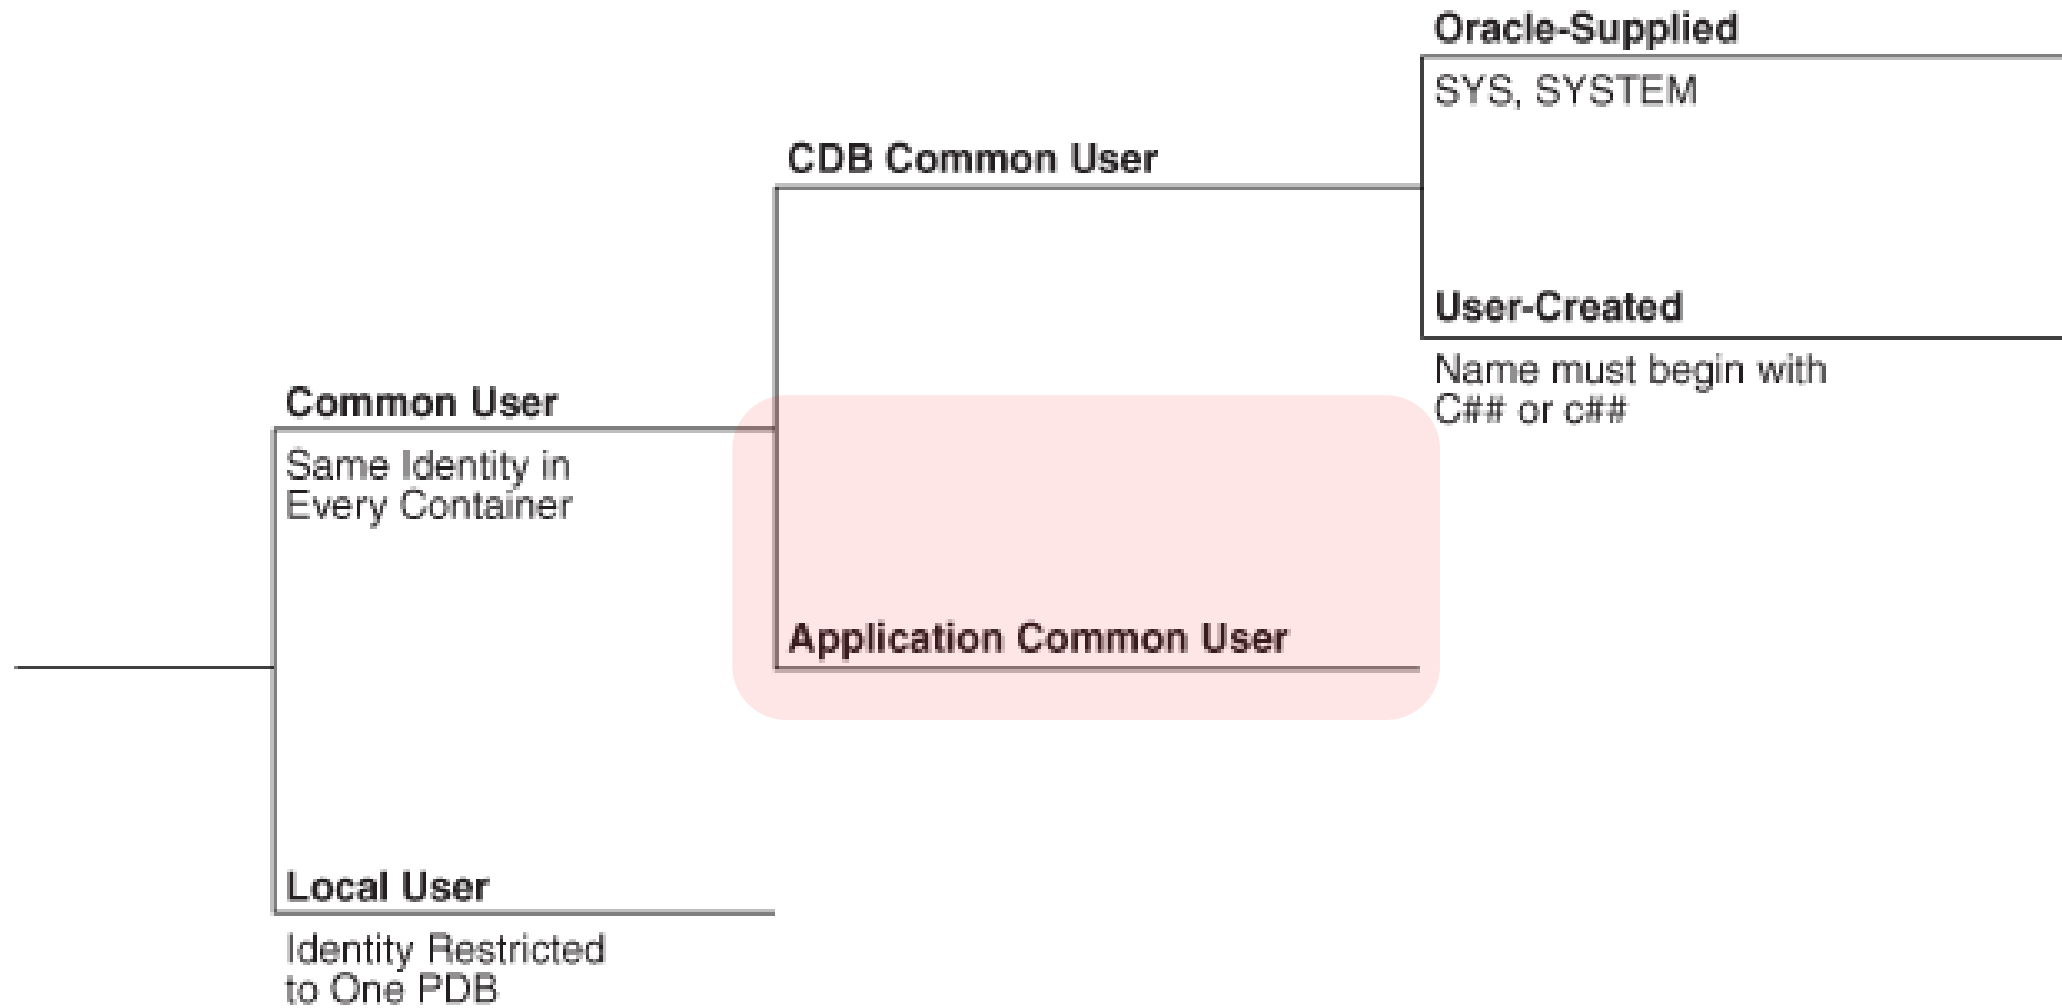 Oracle-Supplied
SYS, SYSTEM
CDB Common User
User-Created
Name must begin with
C## or c##
Common User
Same Identity in
Every Container
Application Common User
Local User
Identity Restricted
to One PDB